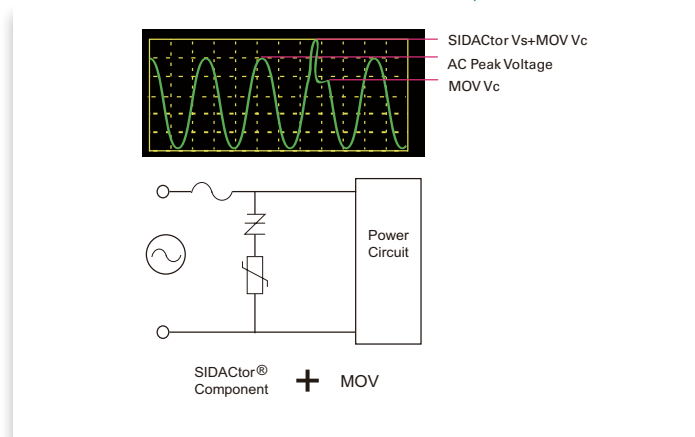 SIDACtor Vs+MOV Vc
AC Peak Voltage
MOV Vc
Power
Circuit
SIDACtor®
Component
+
MOV